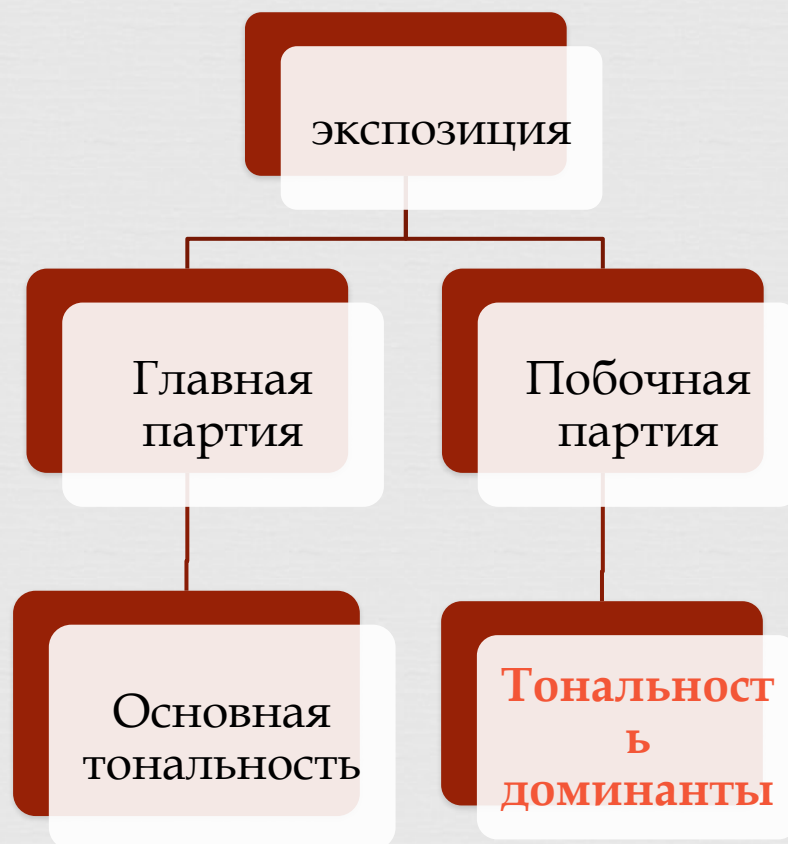 экспозиция
Главная
партия
Побочная
партия
Основная
тональность
Тональност
ь
доминанты